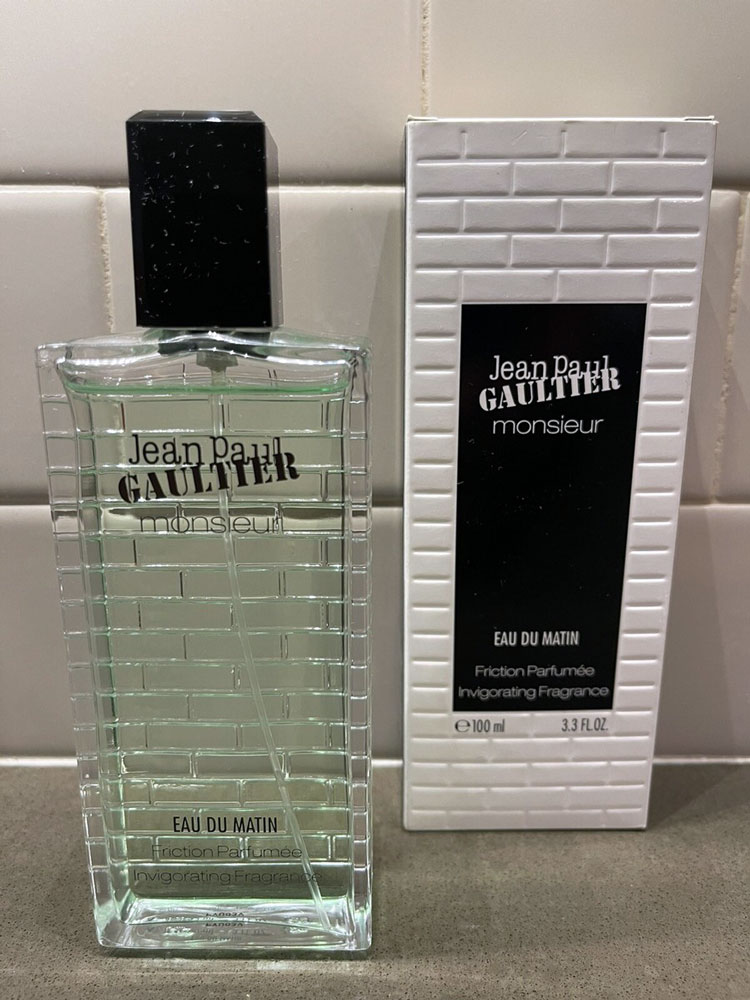 Jean Paul
GAULTIER
monsieur
EAU DU MATIN
Friction Parfumée
Invigorating Fragrance
Jean Paul
GAULTIER
monsieur
EAU DU MATIN
Friction Parfumée
Invigorating Fragrance
℮100 ml 3.3 FL.OZ.